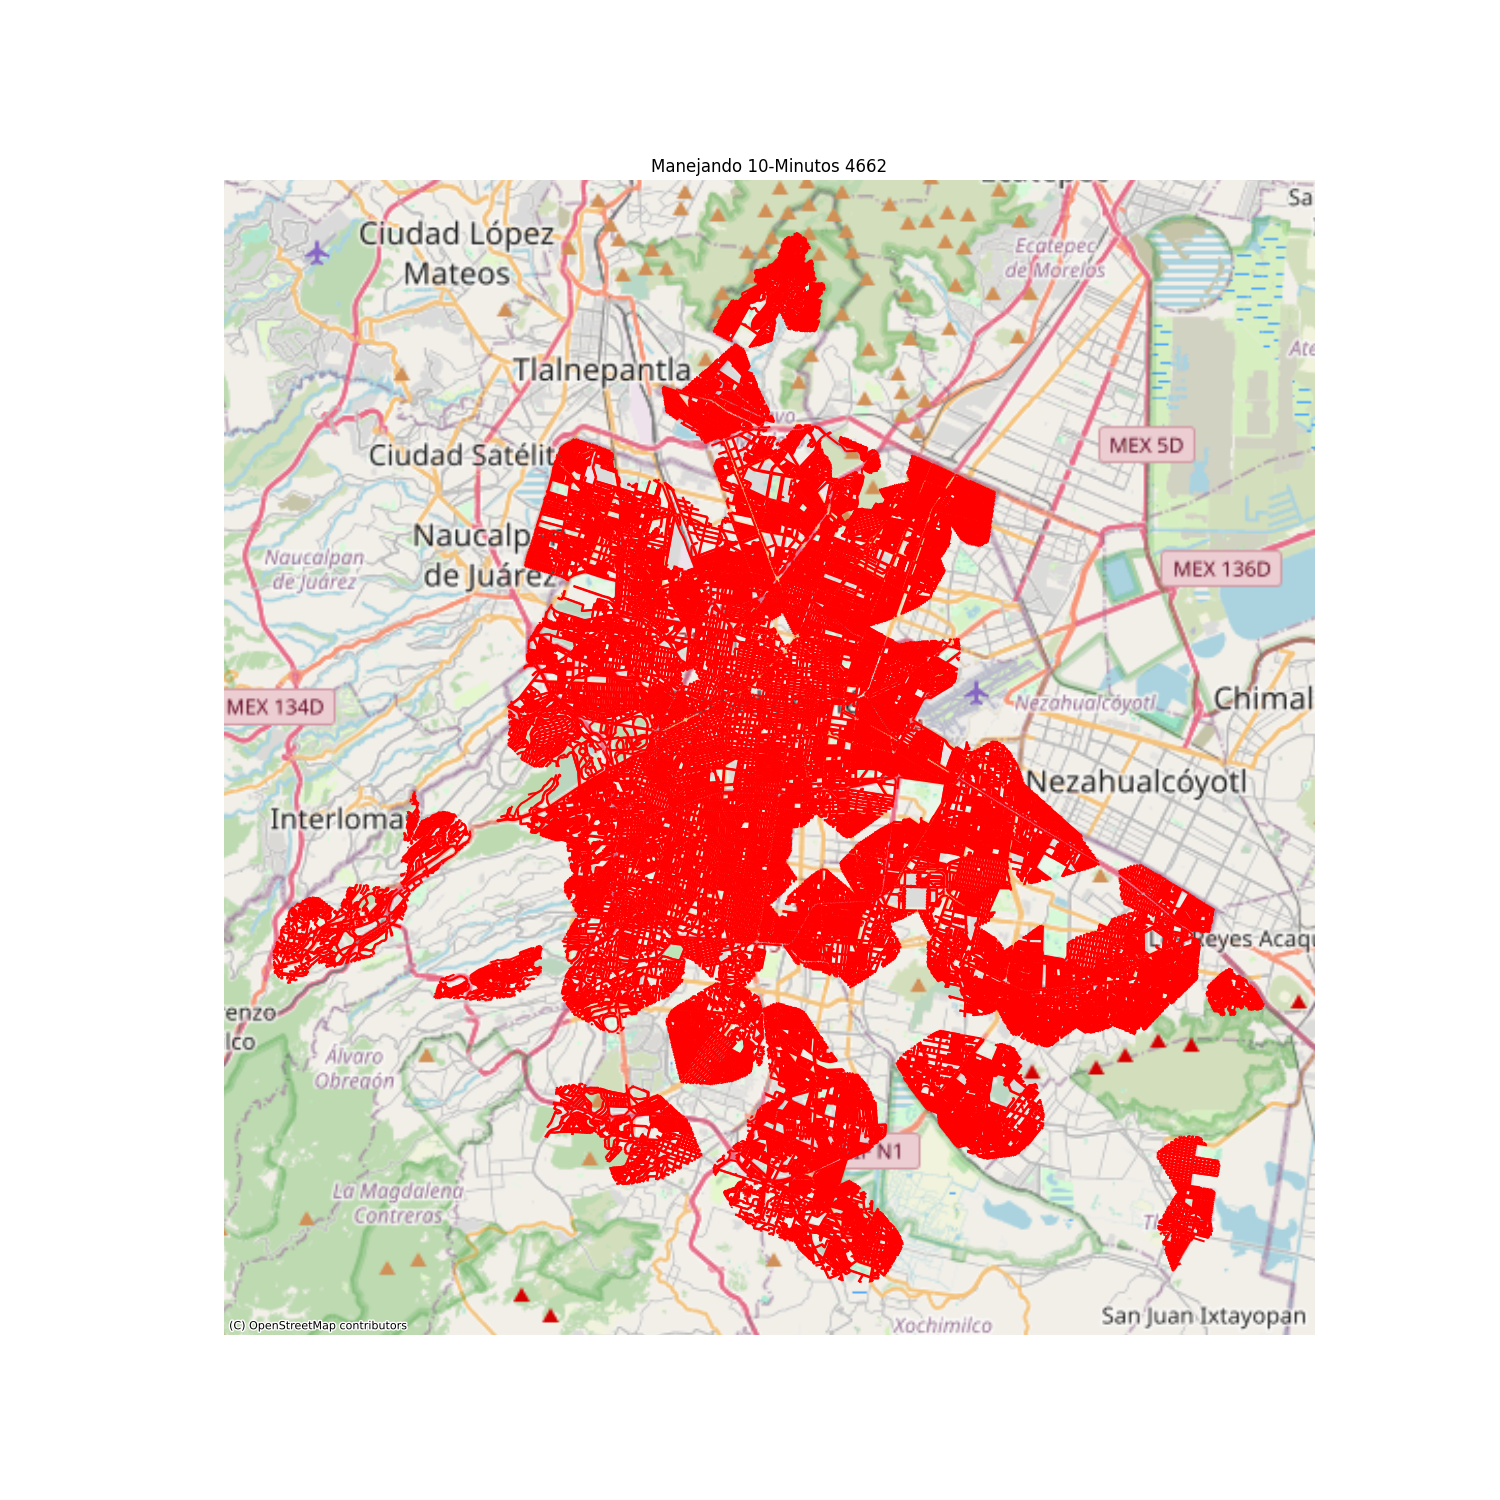 Manejando 10-Minutos 4662
Ciudad López
Mateos
Ecatepec
de Morelos
Tlalnepantla
Ciudad Satélit
MEX 5D
Naucalp
de Juárez
Naucalpan
de Juárez
MEX 136D
MEX 134D
Nezahualcóyotl
Chimal
Nezahualcóyotl
Interloma
Reyes Acaqu
enzo
lco
Álvaro
Obregón
N1
La Magdalena
Contreras
San Juan Ixtayopan
Xochimilco
(C) OpenStreetMap contributors